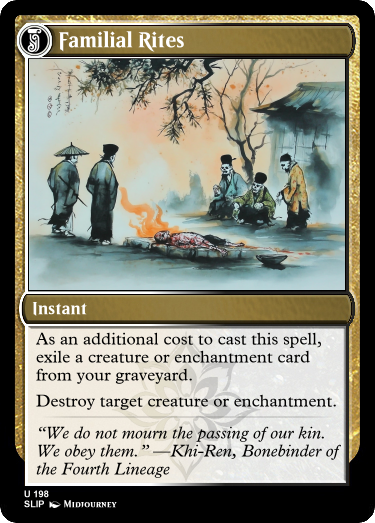 Familial Rites
Instant
As an additional cost to cast this spell,
exile a creature or enchantment card
from your graveyard.
Destroy target creature or enchantment.
“We do not mourn the passing of our kin.
We obey them.” —Khi-Ren, Bonebinder of
the Fourth Lineage
U 198
SLIP Midjourney